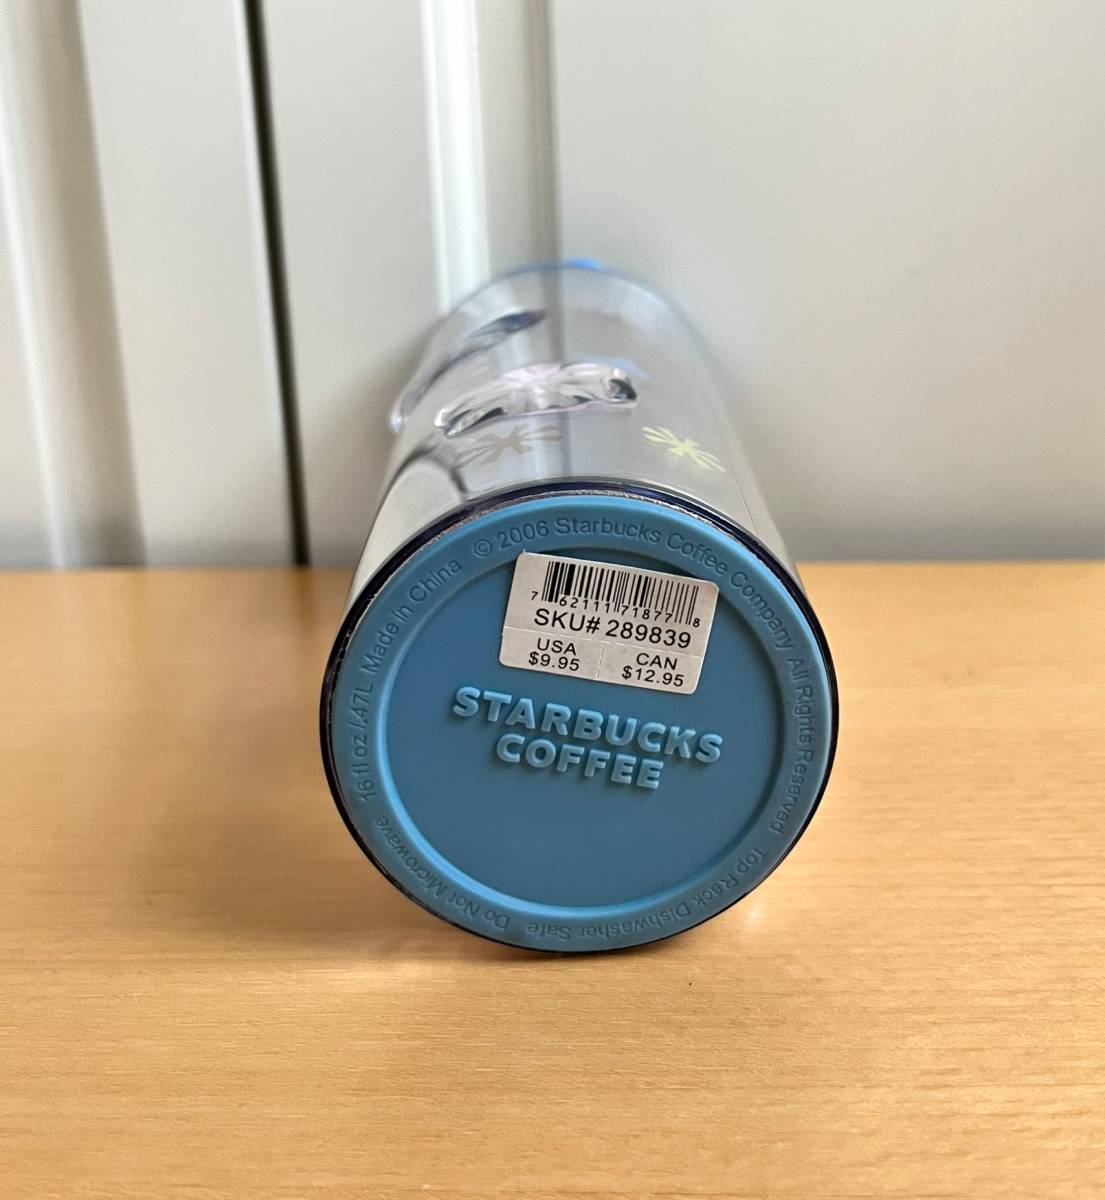 © 2006 Starbucks Coffee Company All Rights Reserved
Top Rack Dishwasher Safe
Do Not Microwave
16 fl oz /.47L Made in China
7 62111 71877 8
SKU# 289839
USA
$9.95
CAN
$12.95
STARBUCKS
COFFEE